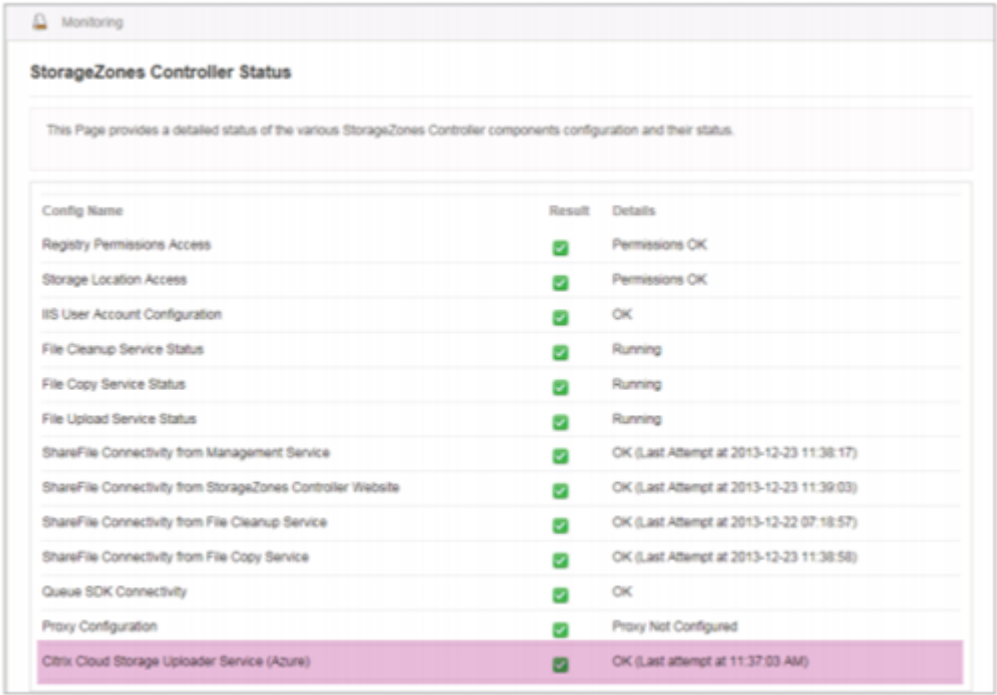 Monitoring
StorageZones Controller Status
This Page provides a detailed status of the various StorageZones Controller components configuration and their status.
Config Name Result Details
Registry Permissions Access Permissions OK
Storage Location Access Permissions OK
IIS User Account Configuration OK
File Cleanup Service Status Running
File Copy Service Status Running
File Upload Service Status Running
ShareFile Connectivity from Management Service OK (Last Attempt at 2013-12-23 11:38:17)
ShareFile Connectivity from StorageZones Controller Website OK (Last Attempt at 2013-12-23 11:39:03)
ShareFile Connectivity from File Cleanup Service OK (Last Attempt at 2013-12-22 07:18:57)
ShareFile Connectivity from File Copy Service OK (Last Attempt at 2013-12-23 11:38:58)
Queue SDK Connectivity OK
Proxy Configuration Proxy Not Configured
Citrix Cloud Storage Uploader Service (Azure) OK (Last attempt at 11:37:03 AM)